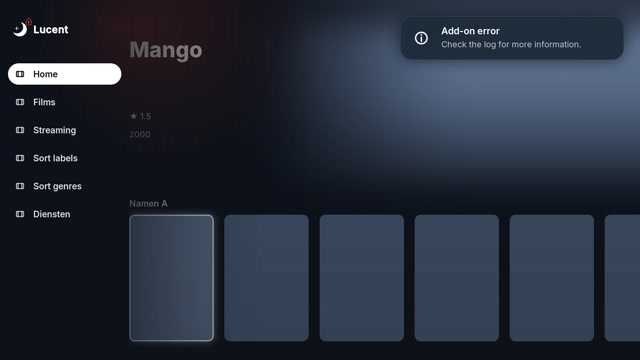 Lucent
Home
Films
Streaming
Sort labels
Sort genres
Diensten
Mango
★ 1.5
2000
Namen A
Add-on error
Check the log for more information.